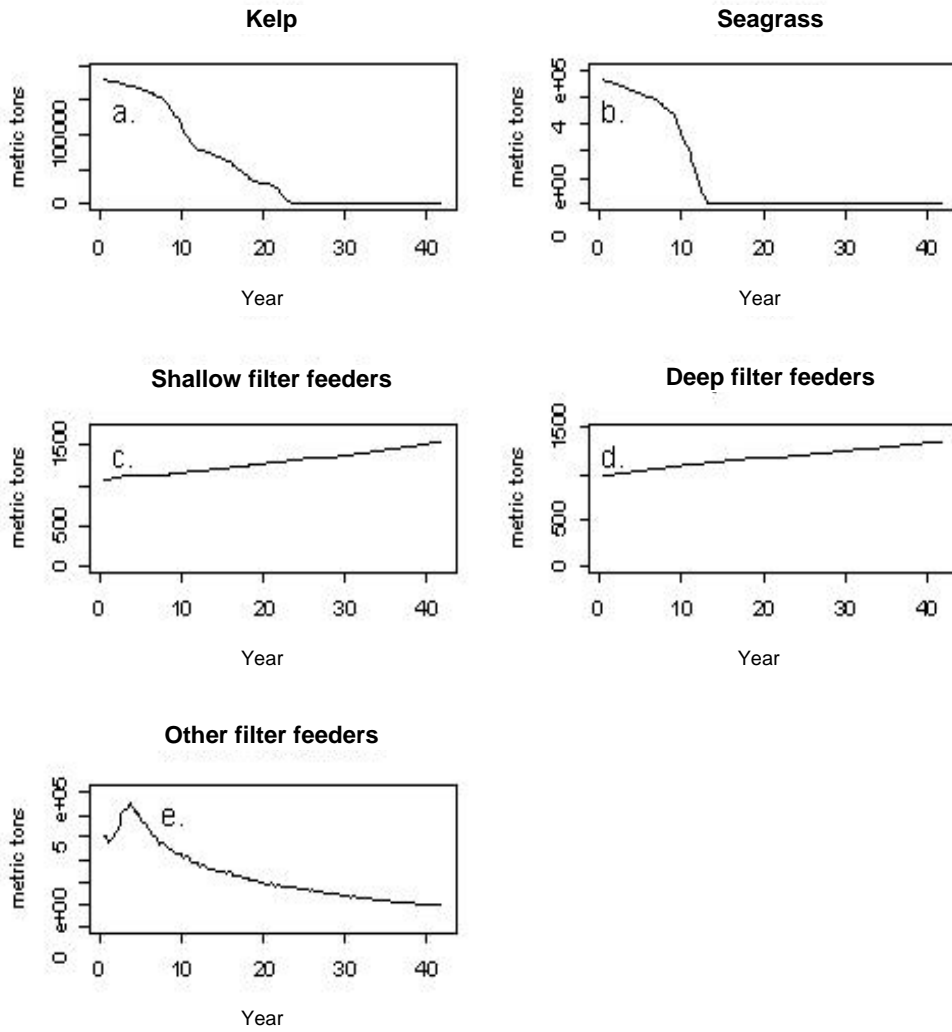 Kelp
metric tons
100000
0
a.
0 10 20 30 40
Year
Seagrass
metric tons
4 e+05
0 e+00
b.
0 10 20 30 40
Year
Shallow filter feeders
metric tons
1500
500
0
c.
0 10 20 30 40
Year
Deep filter feeders
metric tons
1500
500
0
d.
0 10 20 30 40
Year
Other filter feeders
metric tons
5 e+05
0 e+00
e.
0 10 20 30 40
Year